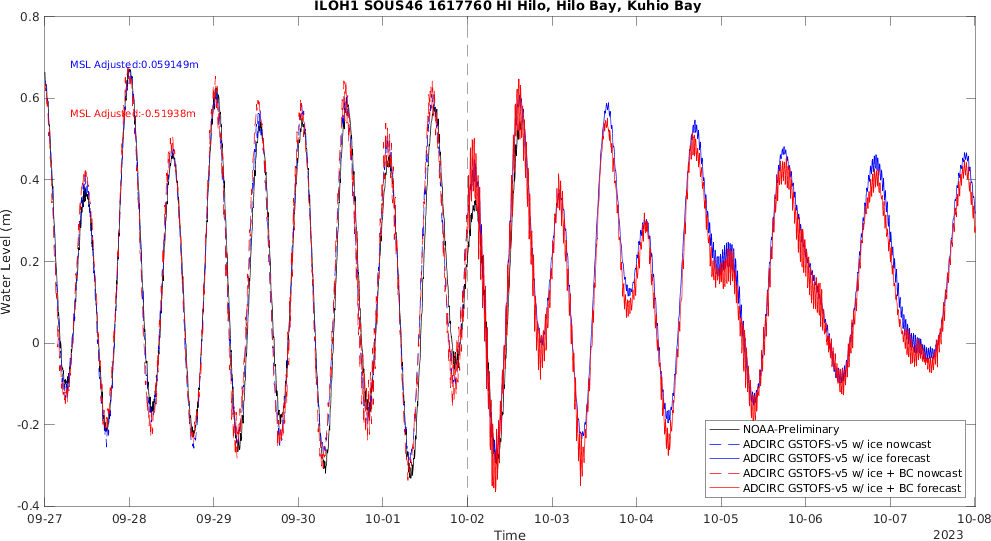 ILOH1 SOUS46 1617760 HI Hilo, Hilo Bay, Kuhio Bay
0.8
MSL Adjusted:0.059149m
0.6
MSL Adjusted:-0.51938m
0.4
0.2
0
-0.2
-0.4
Water Level (m)
NOAA-Preliminary
ADCIRC GSTOFS-v5 w/ ice nowcast
ADCIRC GSTOFS-v5 w/ ice forecast
ADCIRC GSTOFS-v5 w/ ice + BC nowcast
ADCIRC GSTOFS-v5 w/ ice + BC forecast
09-27 09-28 09-29 09-30 10-01 10-02 10-03 10-04 10-05 10-06 10-07 10-08
Time
2023